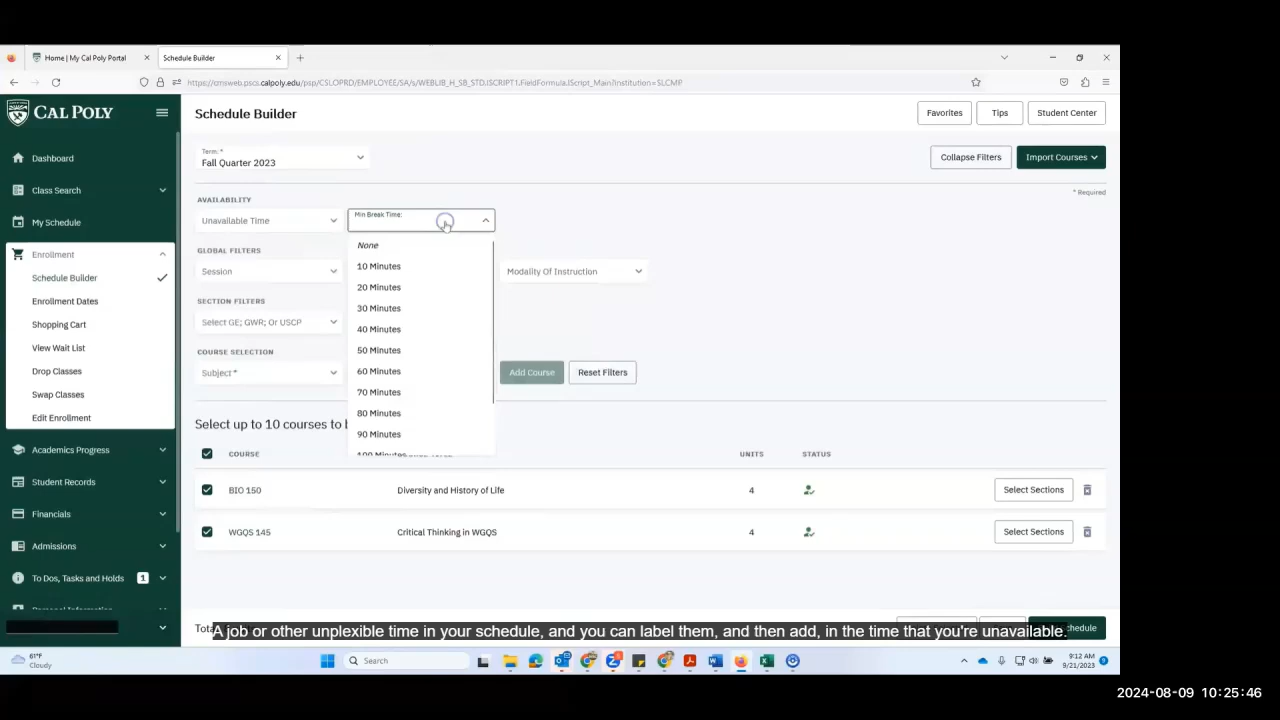 Home | My Cal Poly Portal
Schedule Builder
https://cmsweb.pscs.calpoly.edu/psp/CSLOPRD/EMPLOYEE/SA/s/WEBLIB_H_SB_STD.ISCRIPT1.FieldFormula.IScript_Main?institution=SLCMP
CAL POLY
Schedule Builder
Favorites
Tips
Student Center
Dashboard
Class Search
My Schedule
Enrollment
Schedule Builder
Enrollment Dates
Shopping Cart
View Wait List
Drop Classes
Swap Classes
Edit Enrollment
Academics Progress
Student Records
Financials
Admissions
To Dos, Tasks and Holds 1
Personal Information
Term: *
Fall Quarter 2023
Collapse Filters
Import Courses
* Required
AVAILABILITY
Unavailable Time
Min Break Time:
None
10 Minutes
20 Minutes
30 Minutes
40 Minutes
50 Minutes
60 Minutes
70 Minutes
80 Minutes
90 Minutes
100 Minutes
GLOBAL FILTERS
Session
Modality Of Instruction
SECTION FILTERS
Select GE; GWR; Or USCP
COURSE SELECTION
Subject *
Add Course
Reset Filters
Select up to 10 courses to b
COURSE
UNITS
STATUS
BIO 150
Diversity and History of Life
4
Select Sections
WGQS 145
Critical Thinking in WGQS
4
Select Sections
A job or other unplexible time in your schedule, and you can label them, and then add, in the time that you're unavailable.
chedule
61°F
Cloudy
Search
9:12 AM
9/21/2023
2024-08-09 10:25:46